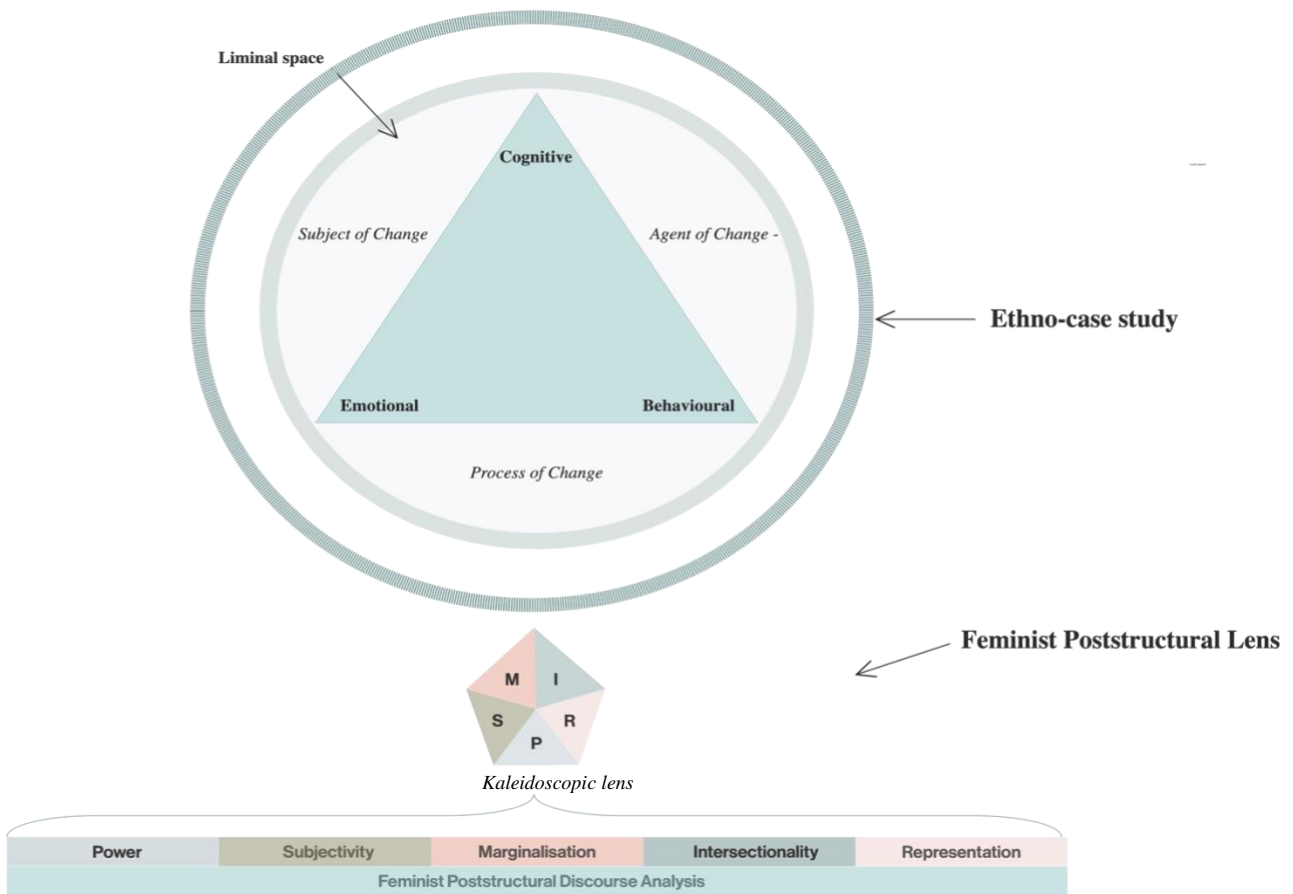 Liminal space
Cognitive
Subject of Change
Agent of Change -
Ethno-case study
Emotional
Behavioural
Process of Change
Feminist Poststructural Lens
M I
S R
P
Kaleidoscopic lens
Power Subjectivity Marginalisation Intersectionality Representation
Feminist Poststructural Discourse Analysis